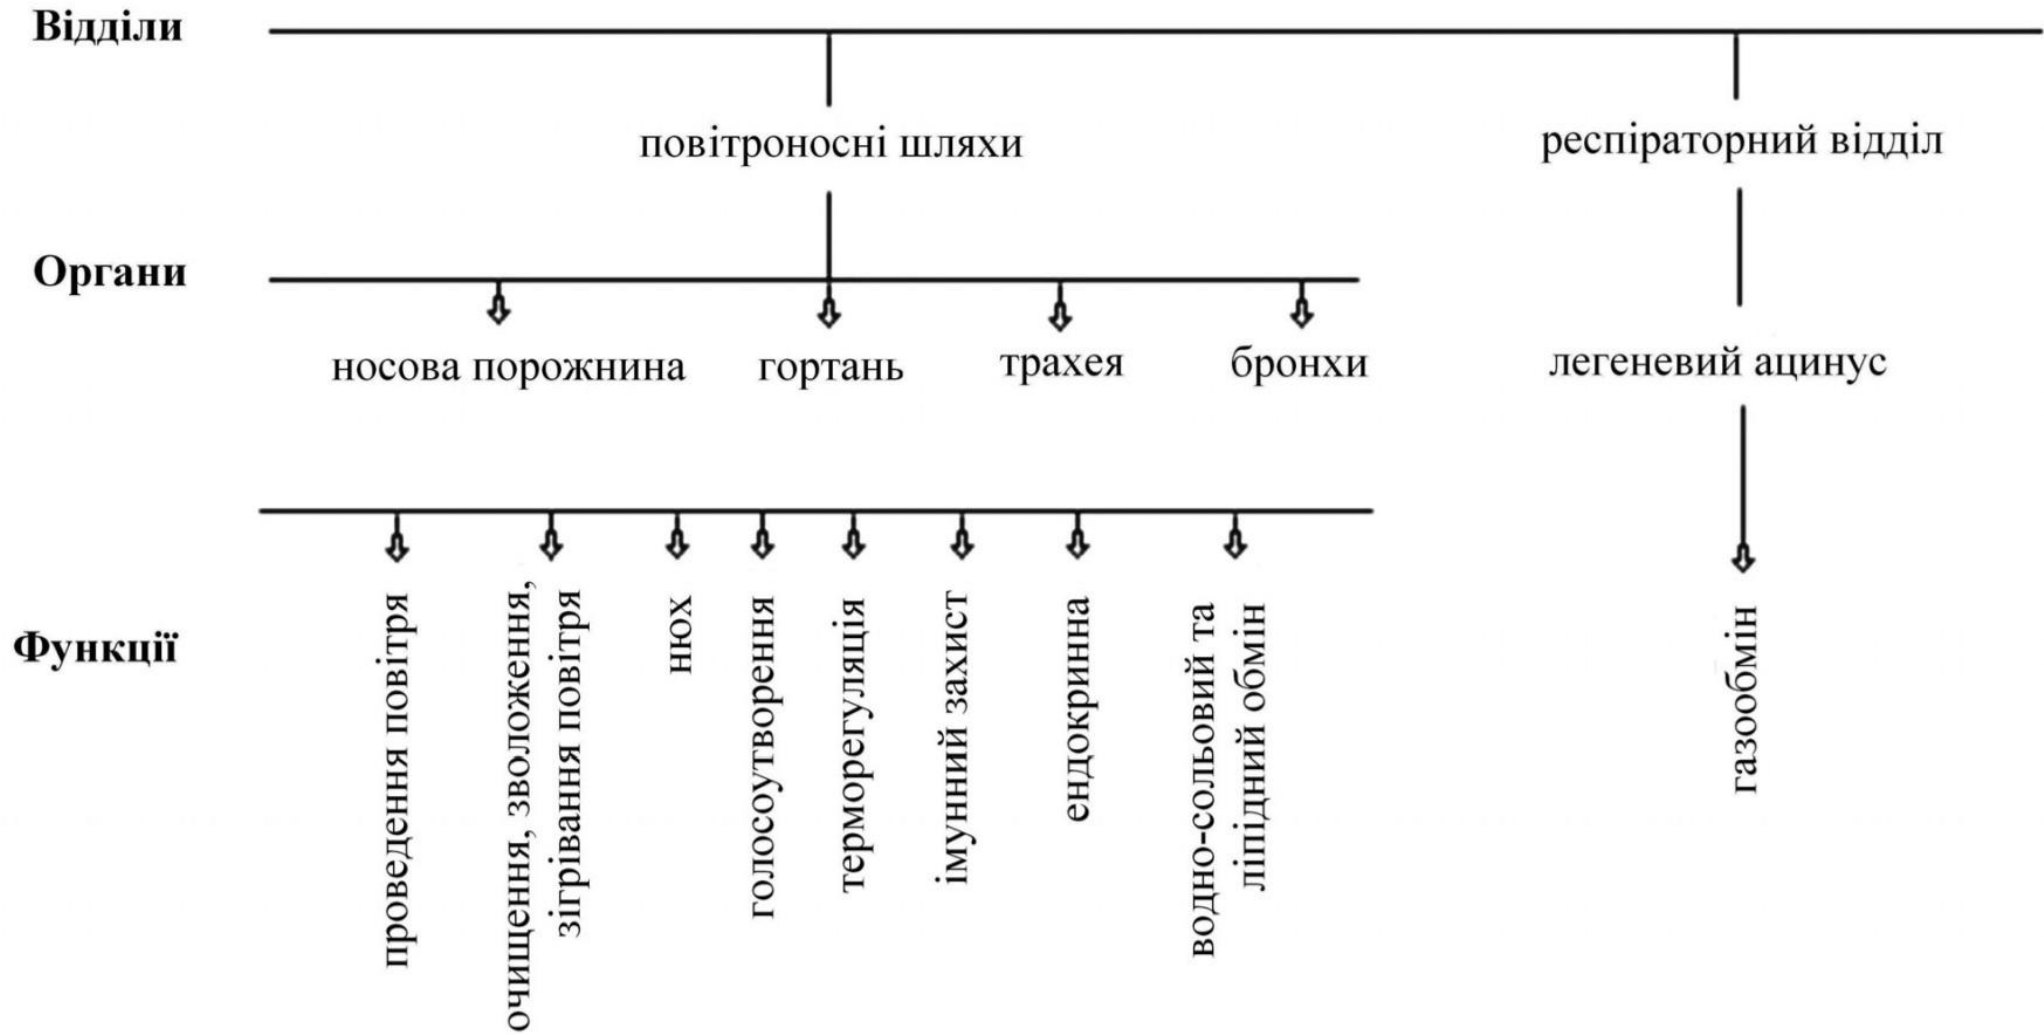 Відділи
повітроносні шляхи
респіраторний відділ
Органи
носова порожнина
гортань
трахея
бронхи
легеневий ацинус
Функції
проведення повітря
очищення, зволоження,
зігрівання повітря
нюх
голосоутворення
терморегуляція
імунний захист
ендокринна
водно-сольовий та
ліпідний обмін
газообмін